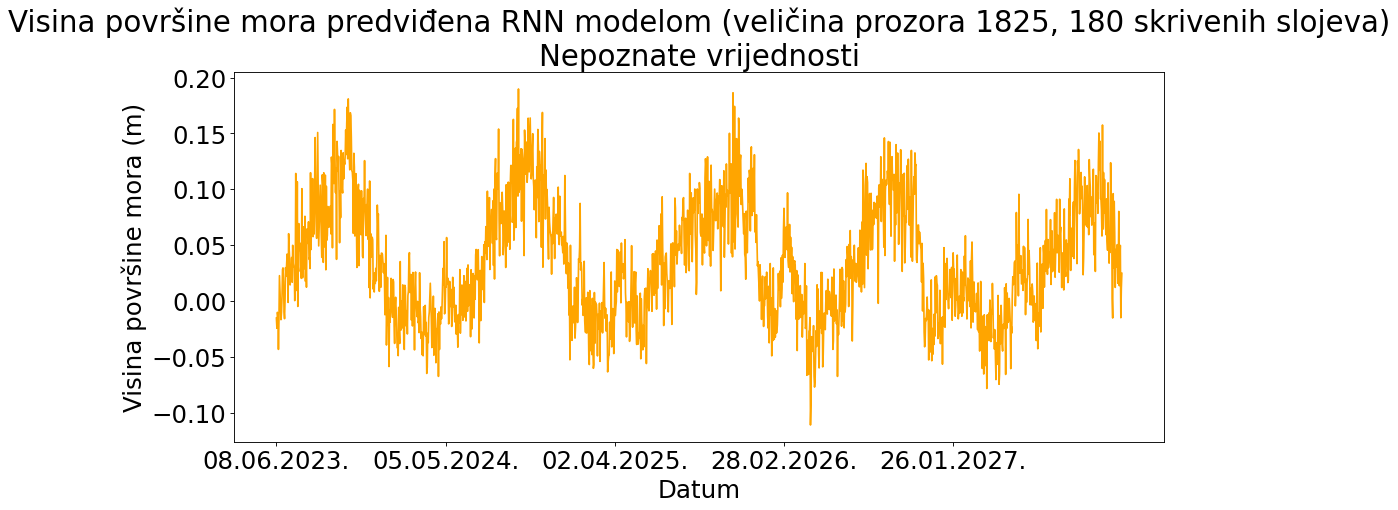 Visina površine mora predviđena RNN modelom (veličina prozora 1825, 180 skrivenih slojeva)
Nepoznate vrijednosti
Visina površine mora (m)
0.20
0.15
0.10
0.05
0.00
−0.05
−0.10
08.06.2023. 05.05.2024. 02.04.2025. 28.02.2026. 26.01.2027.
Datum